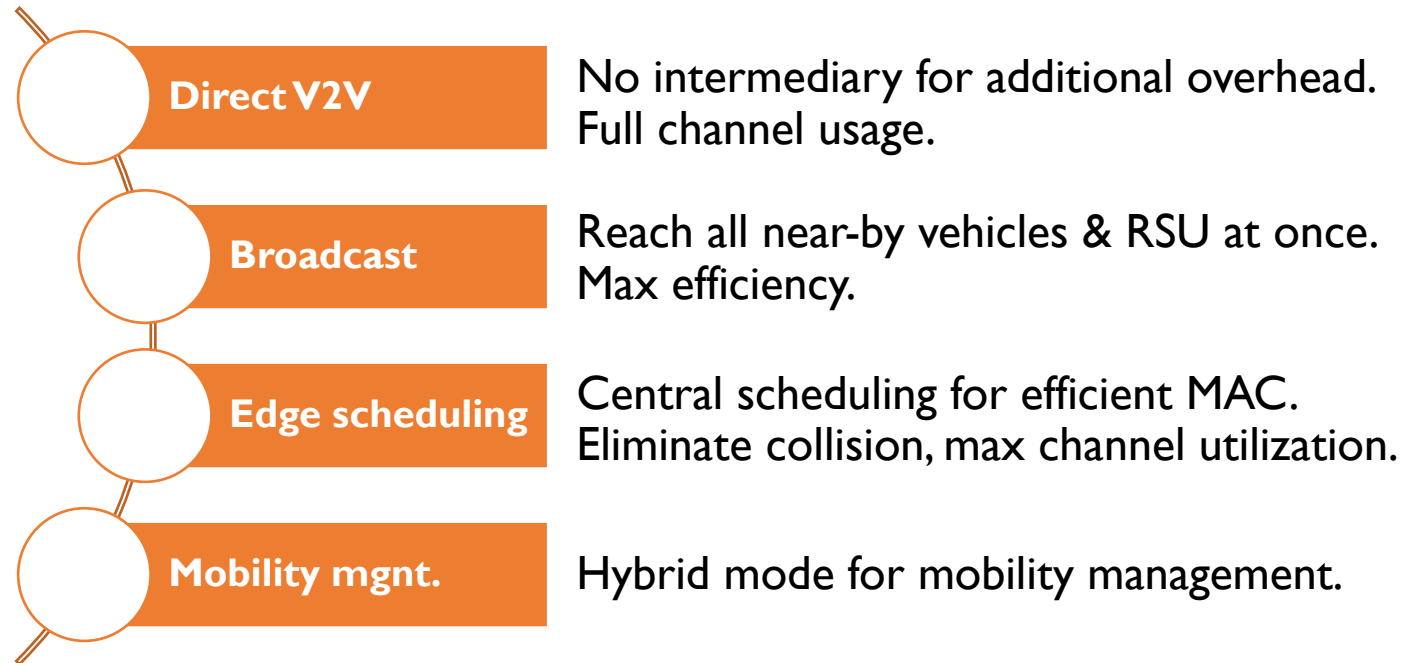 Direct V2V
No intermediary for additional overhead.
Full channel usage.
Broadcast
Reach all near-by vehicles & RSU at once.
Max efficiency.
Edge scheduling
Central scheduling for efficient MAC.
Eliminate collision, max channel utilization.
Mobility mgnt.
Hybrid mode for mobility management.